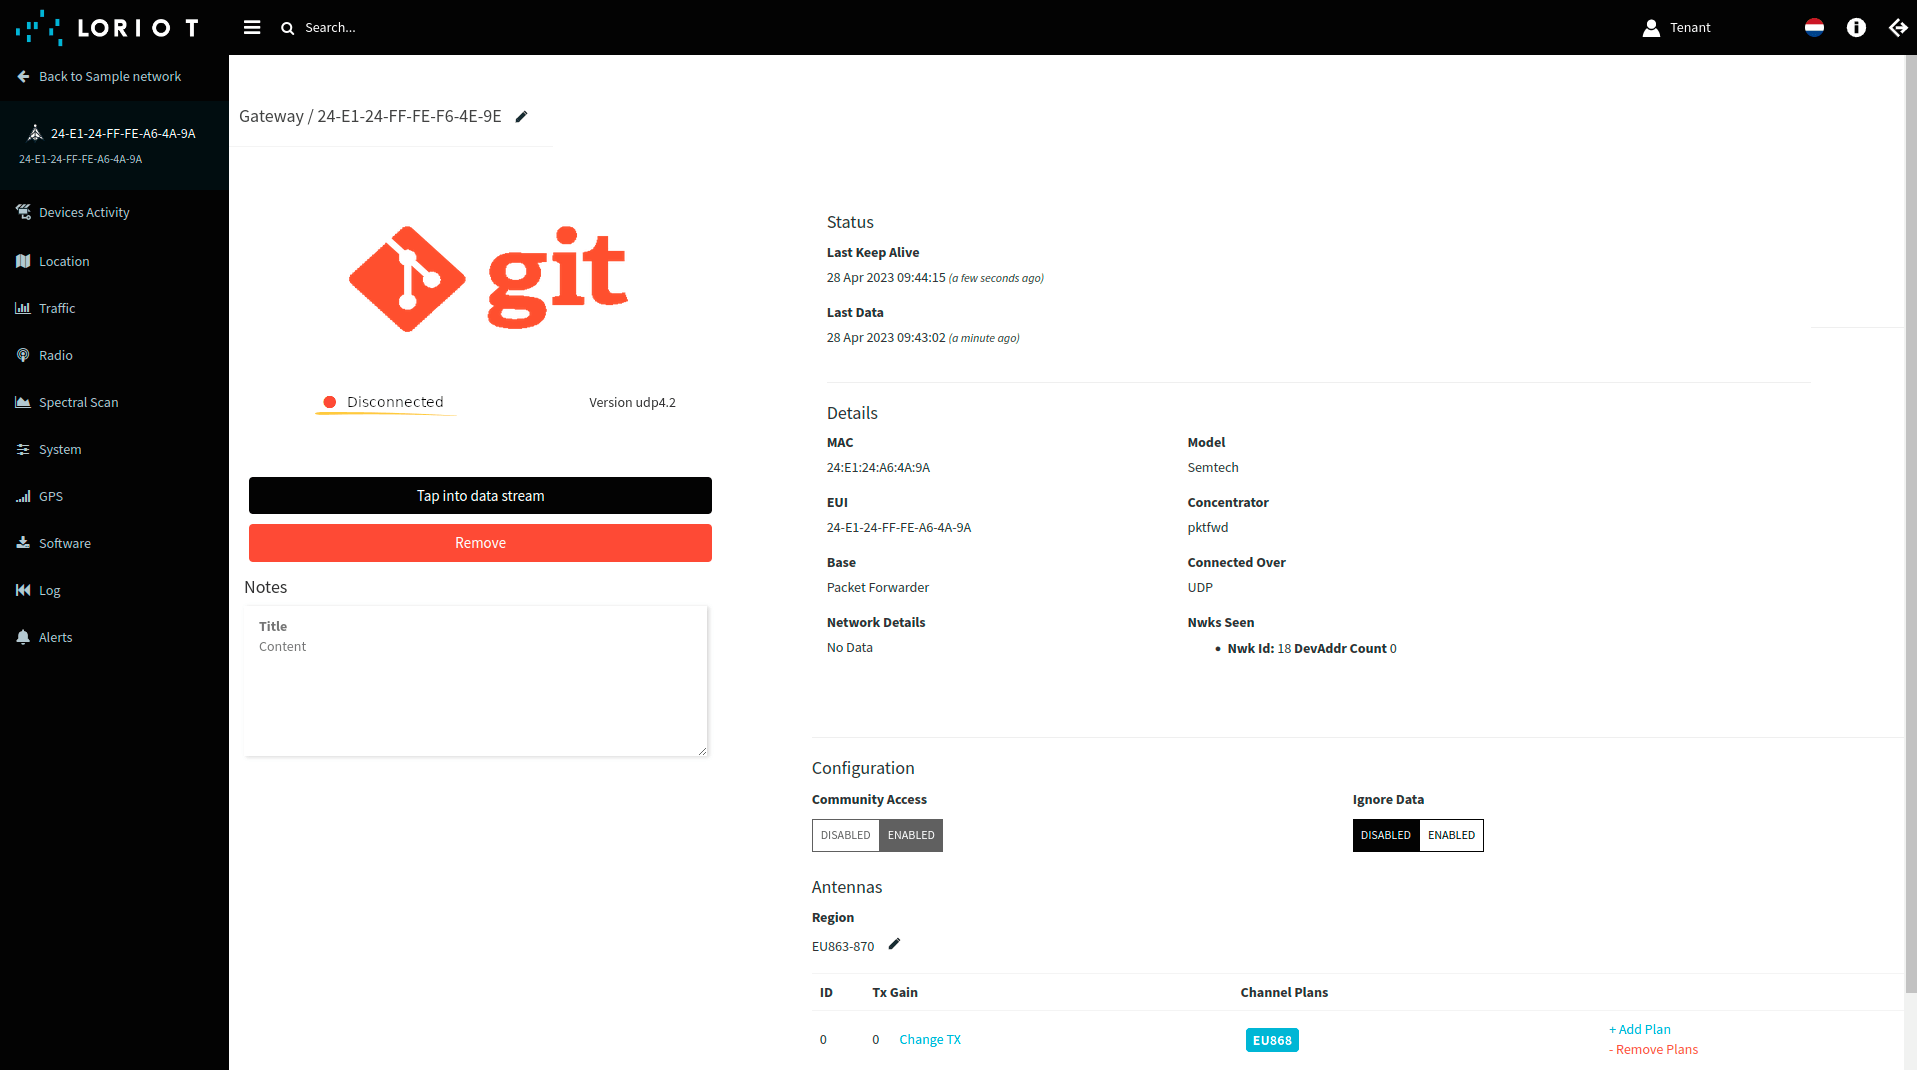 LORIOT
Search...
Tenant
Back to Sample network
24-E1-24-FF-FE-A6-4A-9A
24-E1-24-FF-FE-A6-4A-9A
Devices Activity
Location
Traffic
Radio
Spectral Scan
System
GPS
Software
Log
Alerts
Gateway / 24-E1-24-FF-FE-F6-4E-9E
git
Disconnected
Version udp4.2
Tap into data stream
Remove
Notes
Title
Content
Status
Last Keep Alive
28 Apr 2023 09:44:15 (a few seconds ago)
Last Data
28 Apr 2023 09:43:02 (a minute ago)
Details
MAC
24:E1:24:A6:4A:9A
Model
Semtech
EUI
24-E1-24-FF-FE-A6-4A-9A
Concentrator
pktfwd
Base
Packet Forwarder
Connected Over
UDP
Network Details
No Data
Nwks Seen
• Nwk Id: 18 DevAddr Count 0
Configuration
Community Access
DISABLED ENABLED
Ignore Data
DISABLED ENABLED
Antennas
Region
EU863-870
ID Tx Gain Channel Plans
0 0 Change TX EU868
+ Add Plan
- Remove Plans